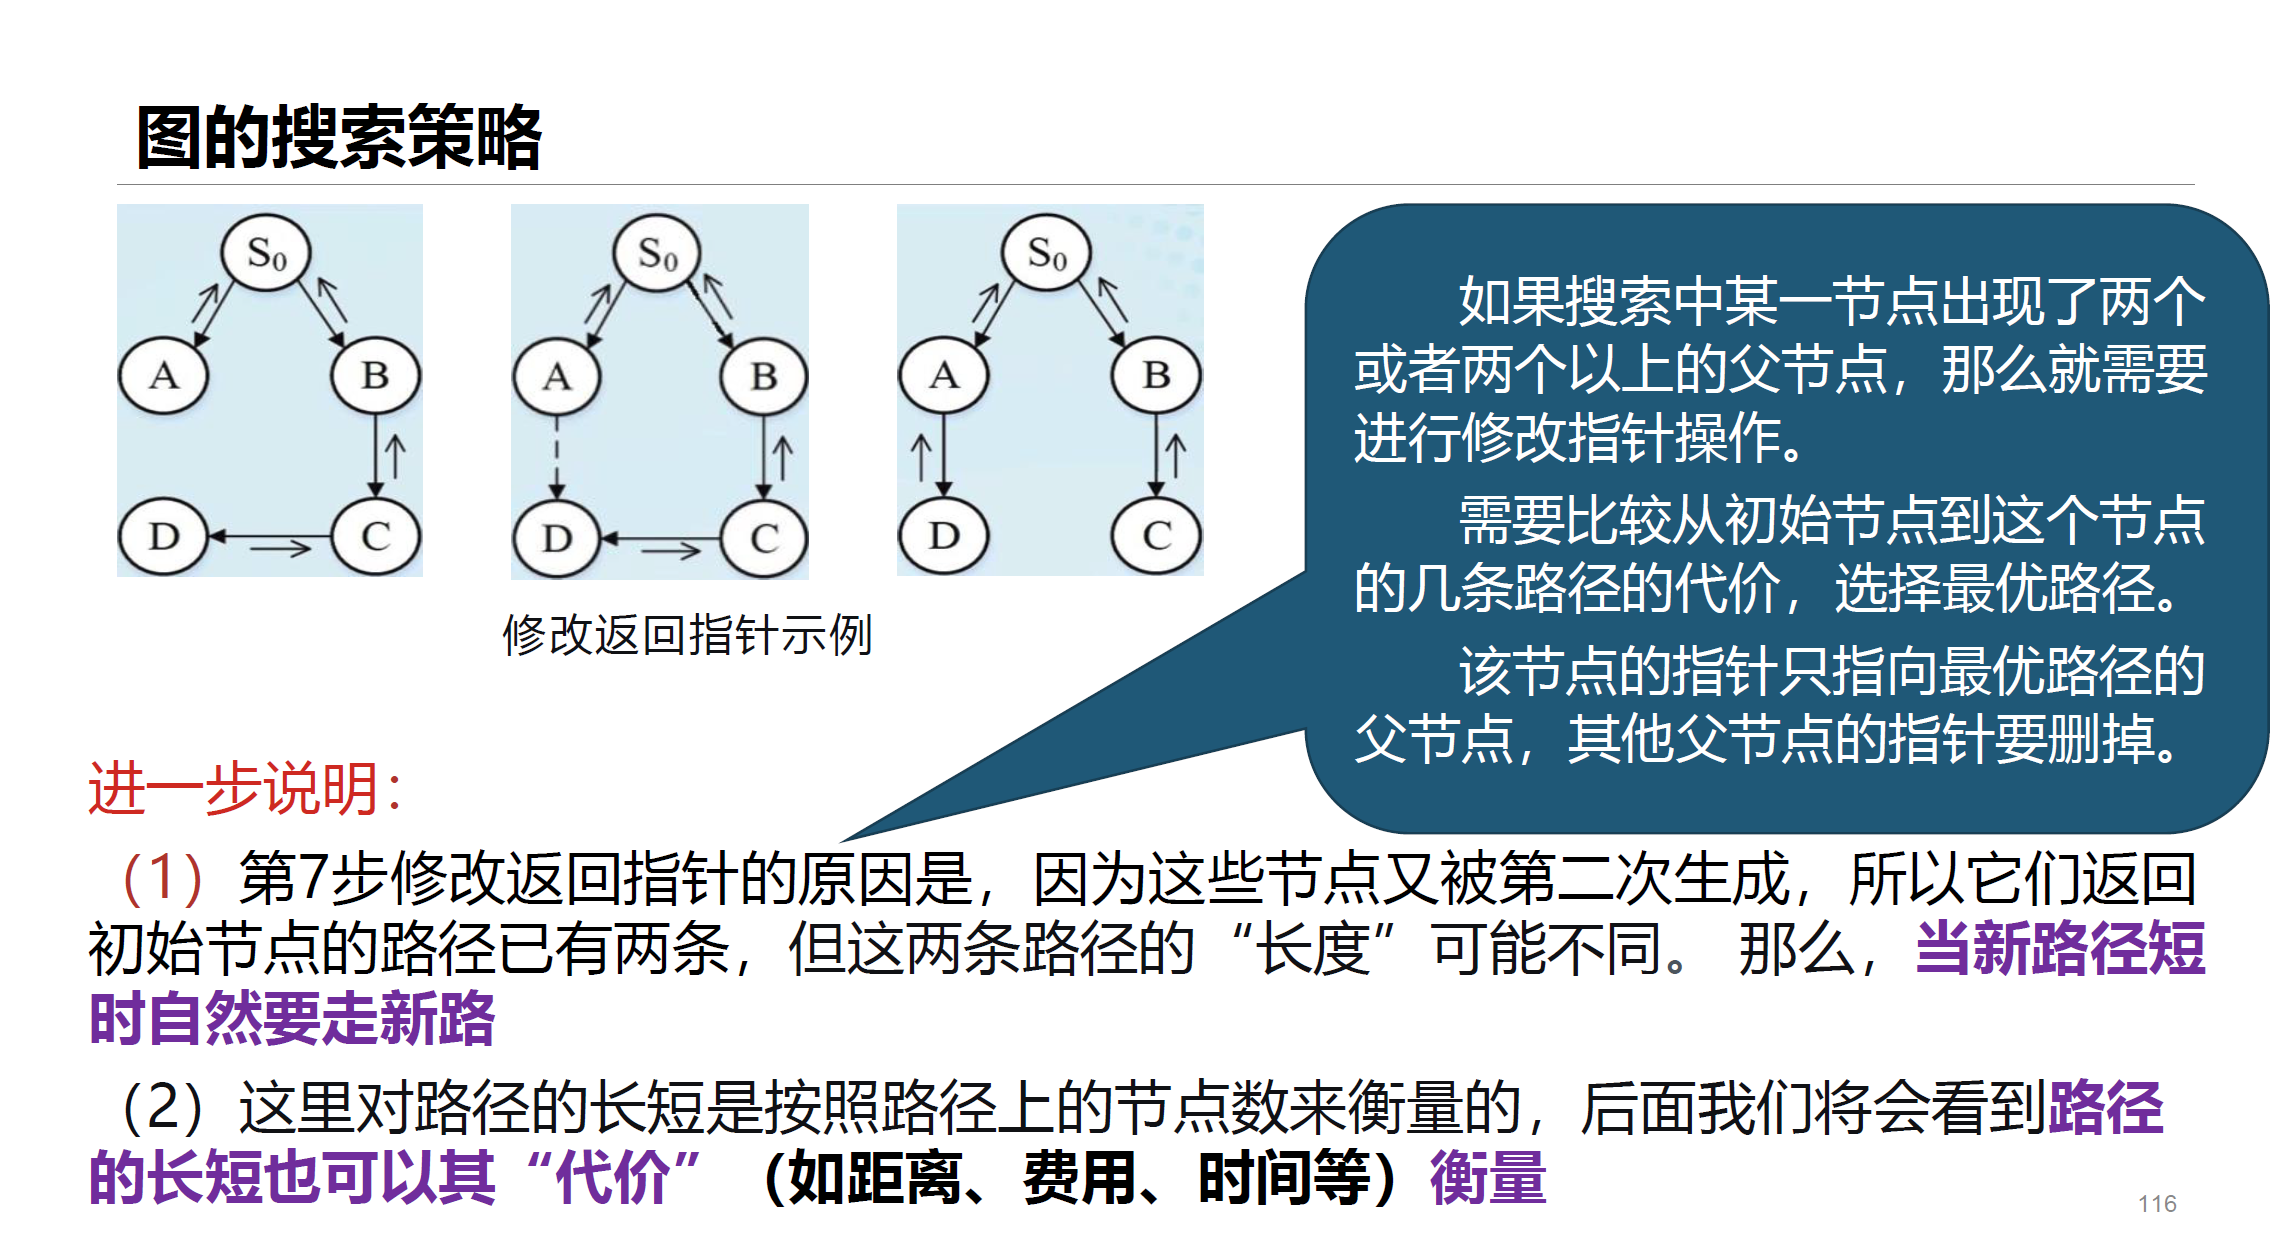 图的搜索策略
S0
A
B
D
C
S0
A
B
D
C
S0
A
B
D
C
修改返回指针示例
如果搜索中某一节点出现了两个
或者两个以上的父节点，那么就需要
进行修改指针操作。
需要比较从初始节点到这个节点
的几条路径的代价，选择最优路径。
该节点的指针只指向最优路径的
父节点，其他父节点的指针要删掉。
进一步说明：
（1）第7步修改返回指针的原因是，因为这些节点又被第二次生成，所以它们返回
初始节点的路径已有两条，但这两条路径的“长度”可能不同。 那么，当新路径短
时自然要走新路
（2）这里对路径的长短是按照路径上的节点数来衡量的，后面我们将会看到路径
的长短也可以其“代价”（如距离、费用、时间等）衡量
116